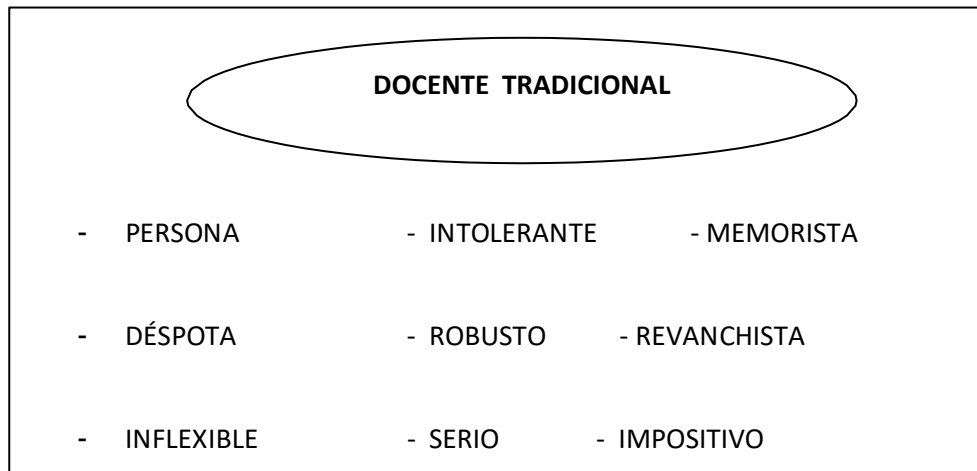 DOCENTE TRADICIONAL
- PERSONA - INTOLERANTE - MEMORISTA
- DÉSPOTA - ROBUSTO - REVANCHISTA
- INFLEXIBLE - SERIO - IMPOSITIVO